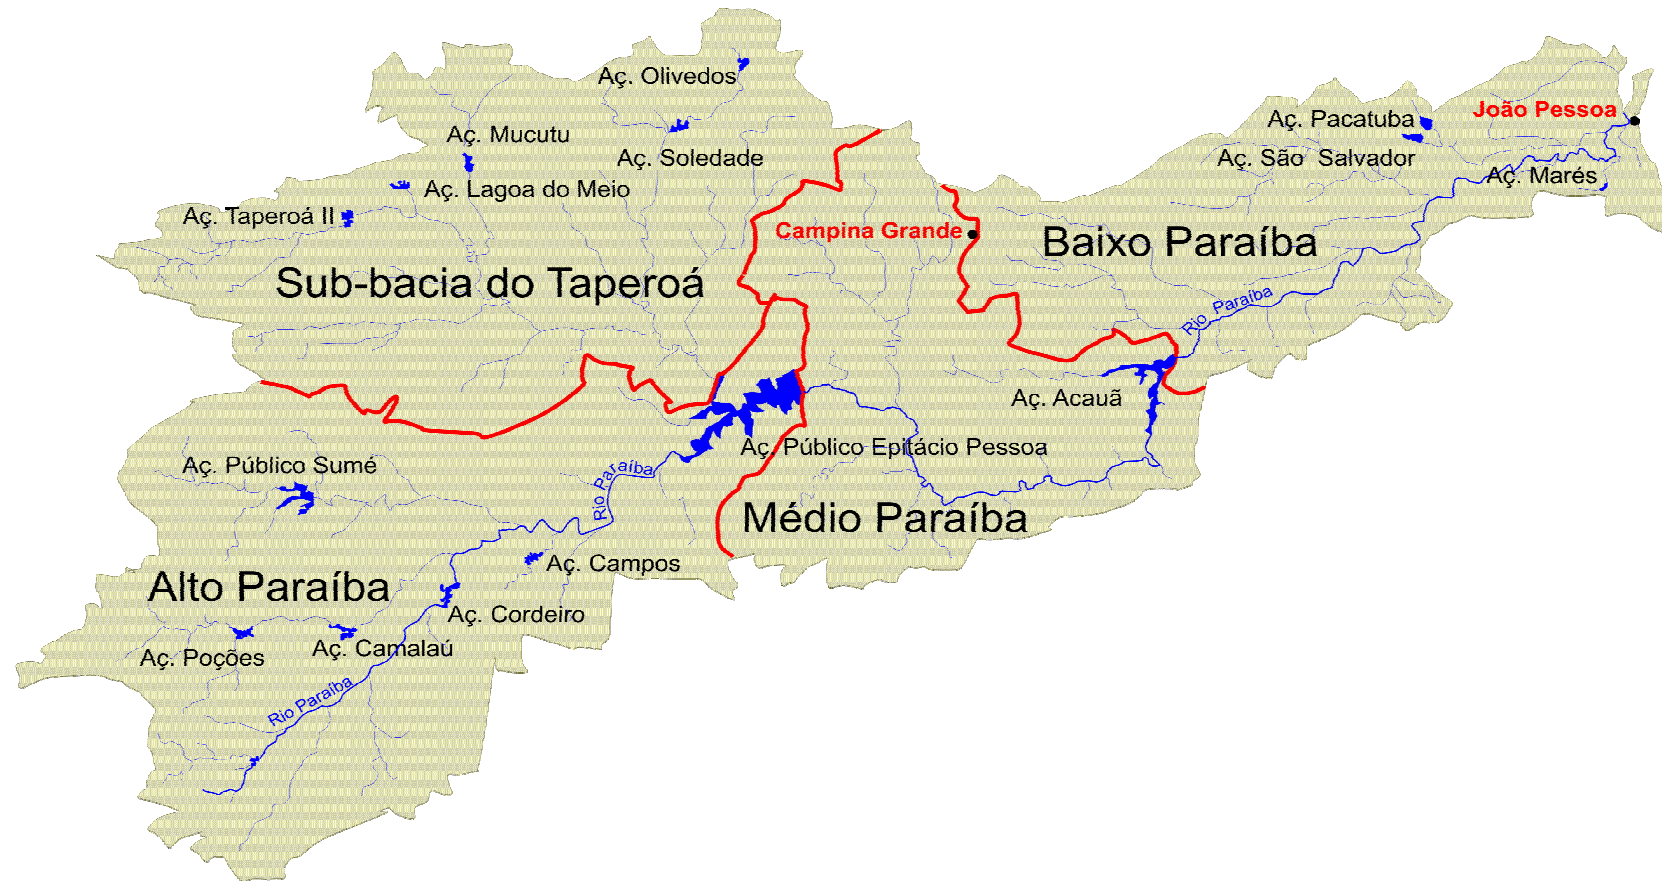 Aç. Olivedos
João Pessoa
Aç. Pacatuba
Aç. Mucutu
Aç. Soledade
Aç. São Salvador
Aç. Marés
Aç. Lagoa do Meio
Aç. Taperoá II
Campina Grande
Baixo Paraíba
Sub-bacia do Taperoá
Rio Paraíba
Aç. Acauã
Aç. Público Epitácio Pessoa
Aç. Público Sumé
Rio Paraíba
Médio Paraíba
Aç. Campos
Alto Paraíba
Aç. Cordeiro
Aç. Camalaú
Aç. Poções
Rio Paraíba